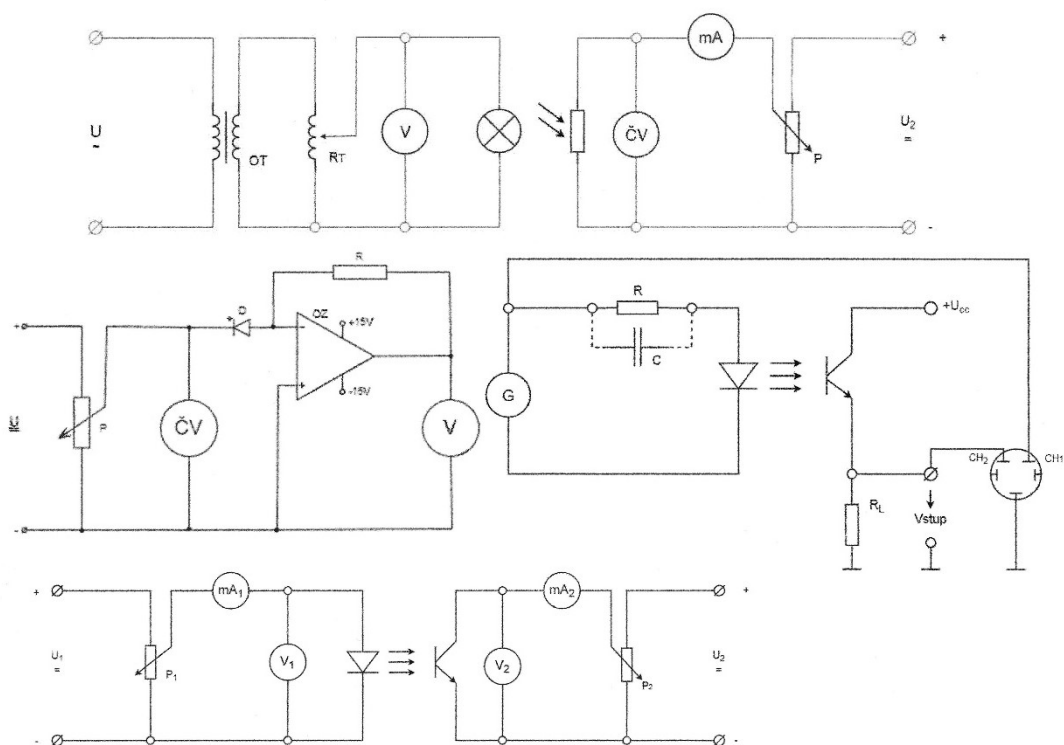 U
~
OT
RT
V
ČV
mA
P
+
U₂
=
-
+
U
=
-
P
ČV
D
R
OZ
+15V
-15V
-
+
V
G
R
C
+Ucc
RL
Vstup
CH₂
CH1
+
U₁
=
-
P₁
mA₁
V₁
V₂
mA₂
P₂
+
U₂
=
-